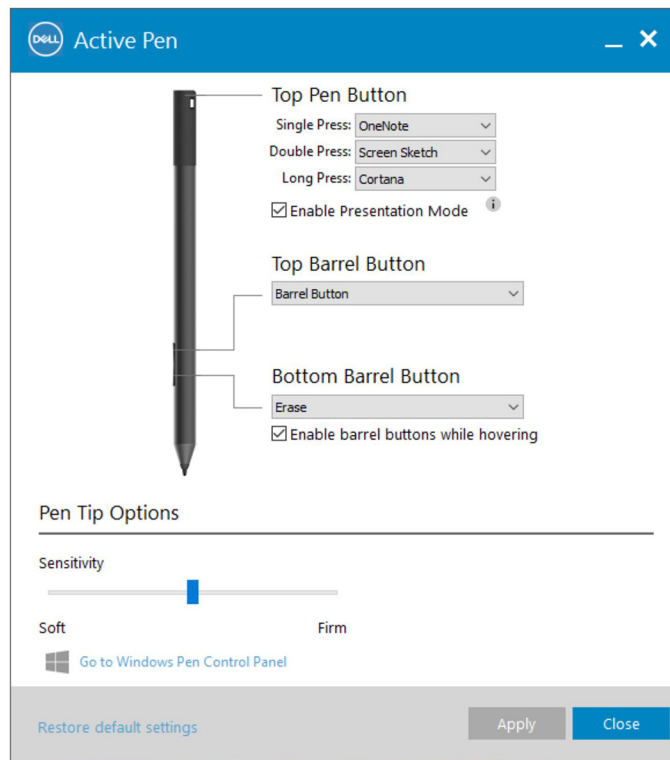 DELL Active Pen
Top Pen Button
Single Press: OneNote
Double Press: Screen Sketch
Long Press: Cortana
Enable Presentation Mode i
Top Barrel Button
Barrel Button
Bottom Barrel Button
Erase
Enable barrel buttons while hovering
Pen Tip Options
Sensitivity
Soft Firm
Go to Windows Pen Control Panel
Restore default settings Apply Close